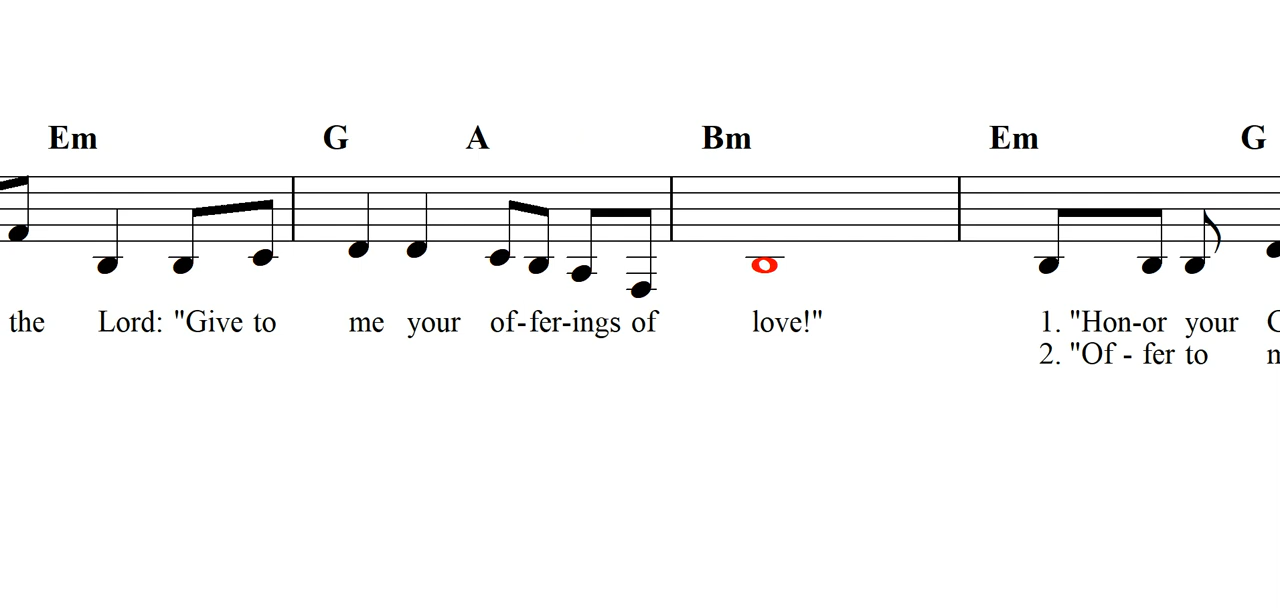 Em G A Bm Em G
the Lord: "Give to me your of-fer-ings of love!" 1. "Hon-or your
2. "Of - fer to